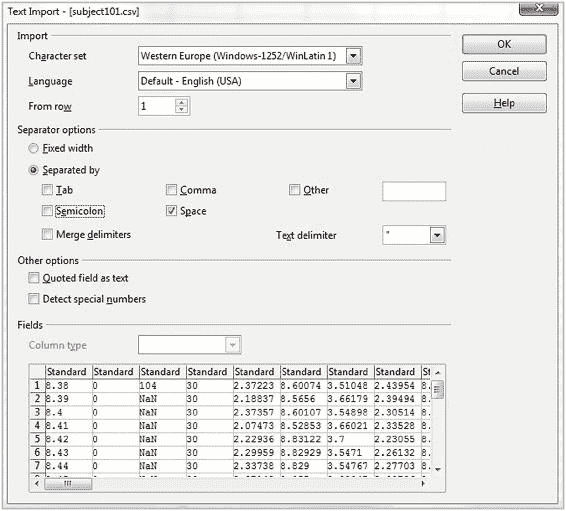 Text Import - [subject101.csv]
Import
Character set Western Europe (Windows-1252/WinLatin 1)
OK
Language Default - English (USA)
Cancel
From row 1
Help
Separator options
Fixed width
Separated by
Tab Comma Other
Semicolon Space
Merge delimiters Text delimiter "
Other options
Quoted field as text
Detect special numbers
Fields
Column type
Standard Standard Standard Standard Standard Standard Standard Standard St
1 8.38 0 104 30 2.37223 8.60074 3.51048 2.43954 8.
2 8.39 0 NaN 30 2.18837 8.5656 3.66179 2.39494 8.
3 8.4 0 NaN 30 2.37357 8.60107 3.54898 2.30514 8.
4 8.41 0 NaN 30 2.07473 8.52853 3.66021 2.33528 8.
5 8.42 0 NaN 30 2.22936 8.83122 3.7 2.23055 8.
6 8.43 0 NaN 30 2.29959 8.82929 3.5471 2.26132 8.
7 8.44 0 NaN 30 2.33738 8.829 3.54767 2.27703 8.